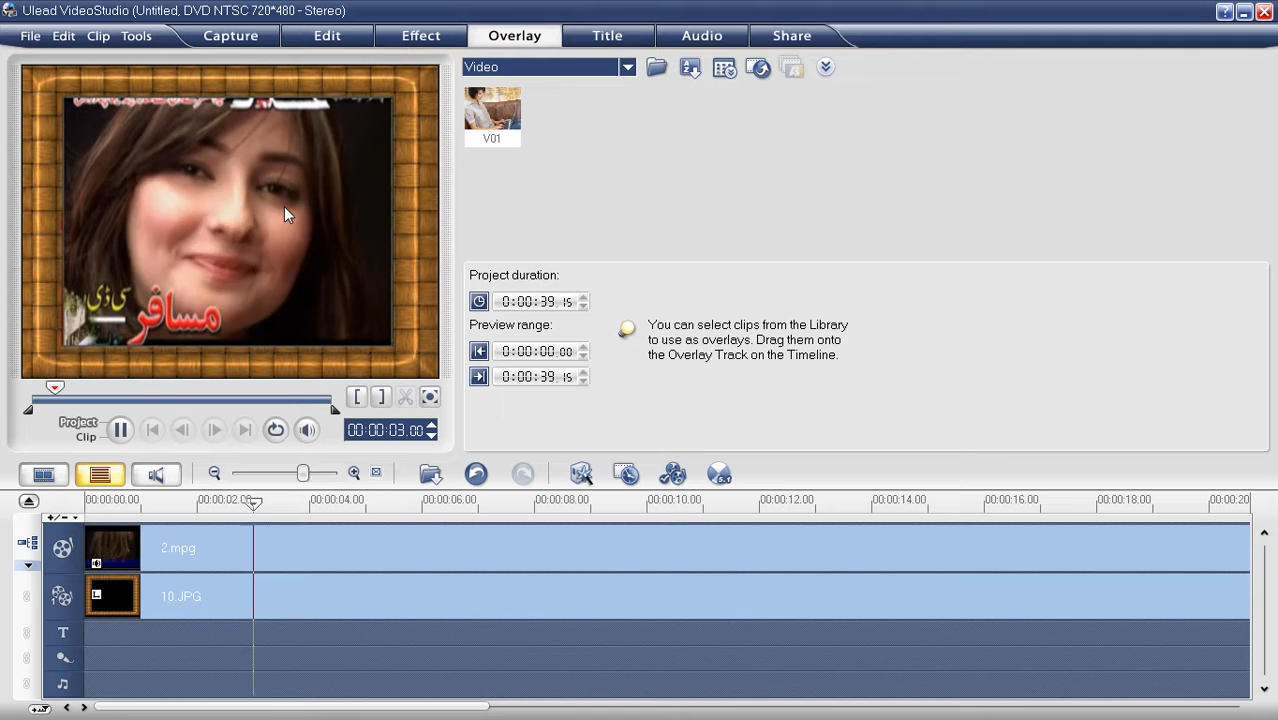 Ulead VideoStudio (Untitled, DVD NTSC 720*480 - Stereo)
File Edit Clip Tools Capture Edit Effect Overlay Title Audio Share
Video
V01
سی ڈی
مسافر
Project duration:
0:00:39.15
Preview range:
0:00:00.00
0:00:39.15
You can select clips from the Library
to use as overlays. Drag them onto
the Overlay Track on the Timeline.
Project
Clip
00:00:03.00
5.1
00:00:00.00 00:00:02.00 00:00:04.00 00:00:06.00 00:00:08.00 00:00:10.00 00:00:12.00 00:00:14.00 00:00:16.00 00:00:18.00 00:00:20
2.mpg
10.JPG
1
T